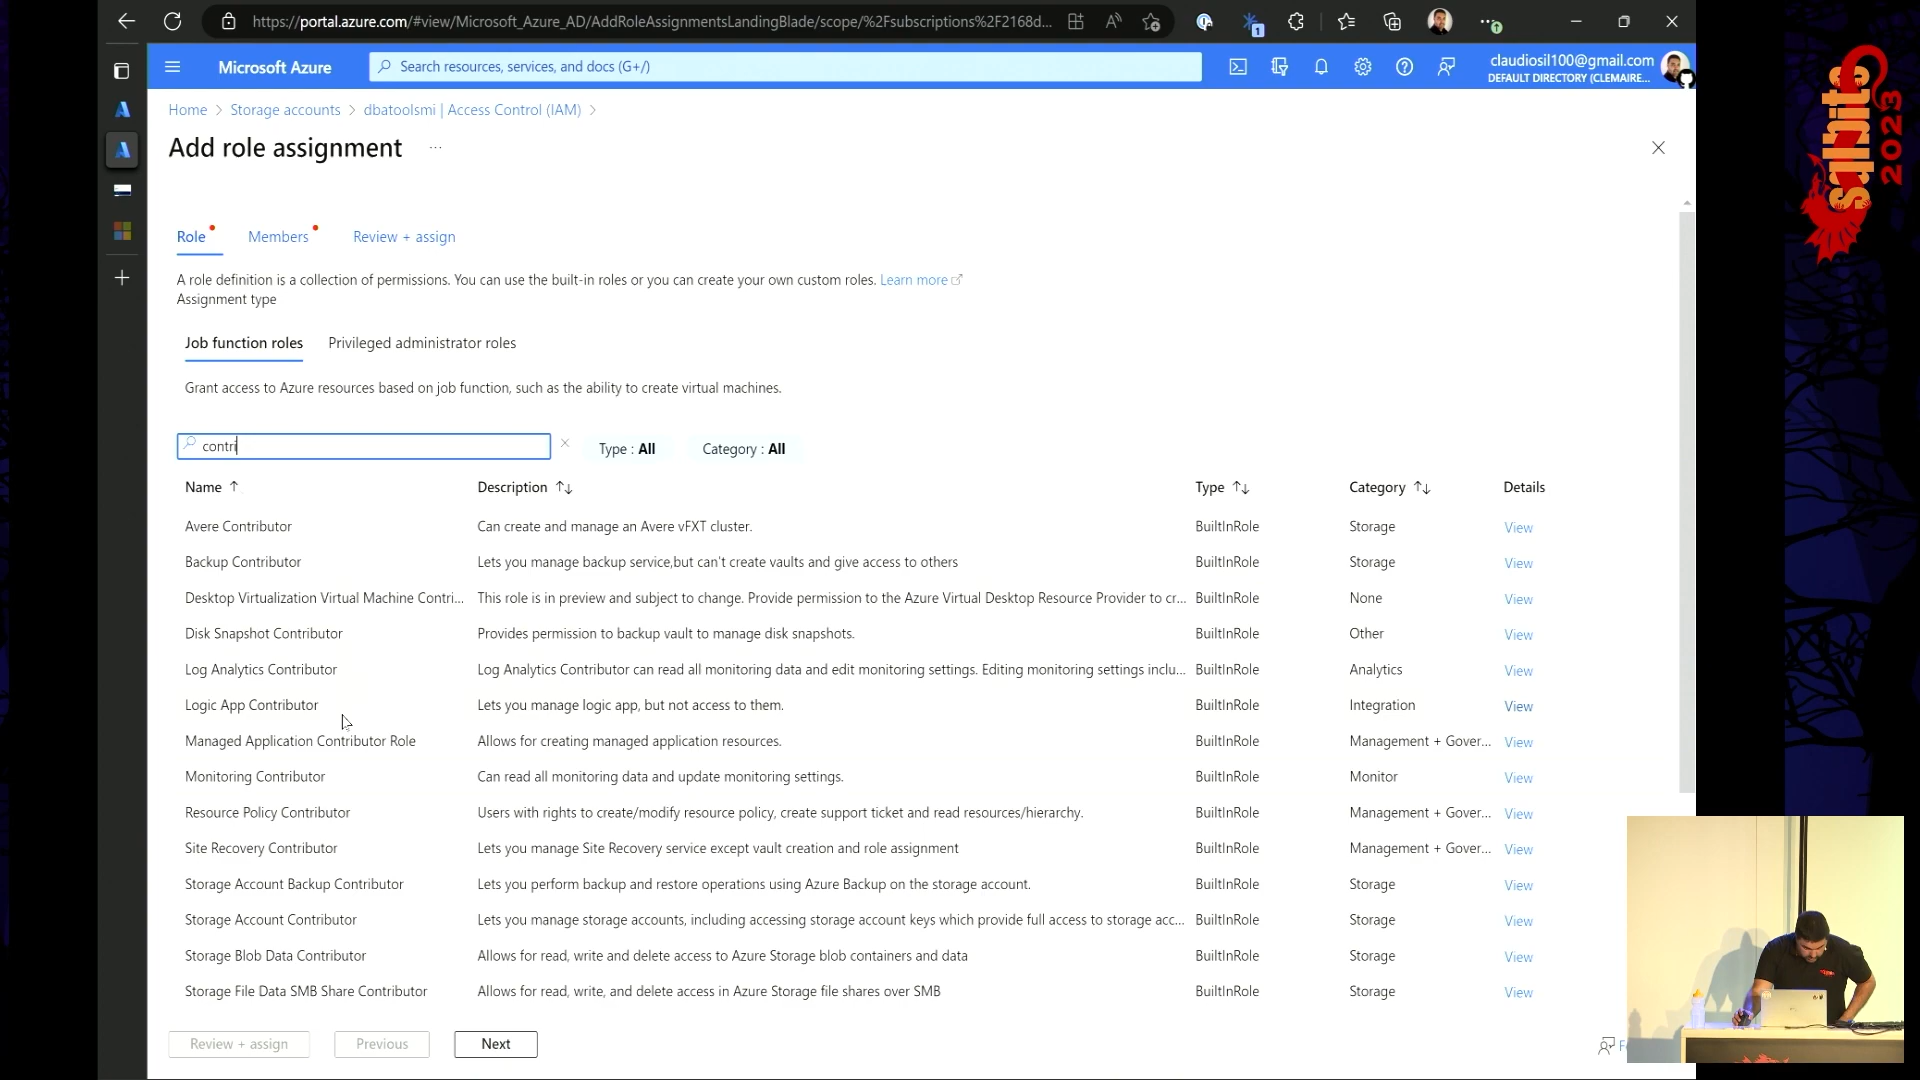 https://portal.azure.com/#view/Microsoft_Azure_AD/AddRoleAssignmentsLandingBlade/scope/%2Fsubscriptions%2F2168d...
1
Microsoft Azure
Search resources, services, and docs (G+/)
claudiosil100@gmail.com
DEFAULT DIRECTORY (CLEMAIRE...
Home > Storage accounts > dbatoolsmi | Access Control (IAM) >
Add role assignment ...
Role Members Review + assign
A role definition is a collection of permissions. You can use the built-in roles or you can create your own custom roles. Learn more
Assignment type
Job function roles Privileged administrator roles
Grant access to Azure resources based on job function, such as the ability to create virtual machines.
contri Type : All Category : All
Name Description Type Category Details
Avere Contributor Can create and manage an Avere vFXT cluster. BuiltInRole Storage View
Backup Contributor Lets you manage backup service,but can't create vaults and give access to others BuiltInRole Storage View
Desktop Virtualization Virtual Machine Contri... This role is in preview and subject to change. Provide permission to the Azure Virtual Desktop Resource Provider to cr... BuiltInRole None View
Disk Snapshot Contributor Provides permission to backup vault to manage disk snapshots. BuiltInRole Other View
Log Analytics Contributor Log Analytics Contributor can read all monitoring data and edit monitoring settings. Editing monitoring settings inclu... BuiltInRole Analytics View
Logic App Contributor Lets you manage logic app, but not access to them. BuiltInRole Integration View
Managed Application Contributor Role Allows for creating managed application resources. BuiltInRole Management + Gover... View
Monitoring Contributor Can read all monitoring data and update monitoring settings. BuiltInRole Monitor View
Resource Policy Contributor Users with rights to create/modify resource policy, create support ticket and read resources/hierarchy. BuiltInRole Management + Gover... View
Site Recovery Contributor Lets you manage Site Recovery service except vault creation and role assignment BuiltInRole Management + Gover... View
Storage Account Backup Contributor Lets you perform backup and restore operations using Azure Backup on the storage account. BuiltInRole Storage View
Storage Account Contributor Lets you manage storage accounts, including accessing storage account keys which provide full access to storage acc... BuiltInRole Storage View
Storage Blob Data Contributor Allows for read, write and delete access to Azure Storage blob containers and data BuiltInRole Storage View
Storage File Data SMB Share Contributor Allows for read, write, and delete access in Azure Storage file shares over SMB BuiltInRole Storage View
Review + assign Previous Next
sqlbits
2023